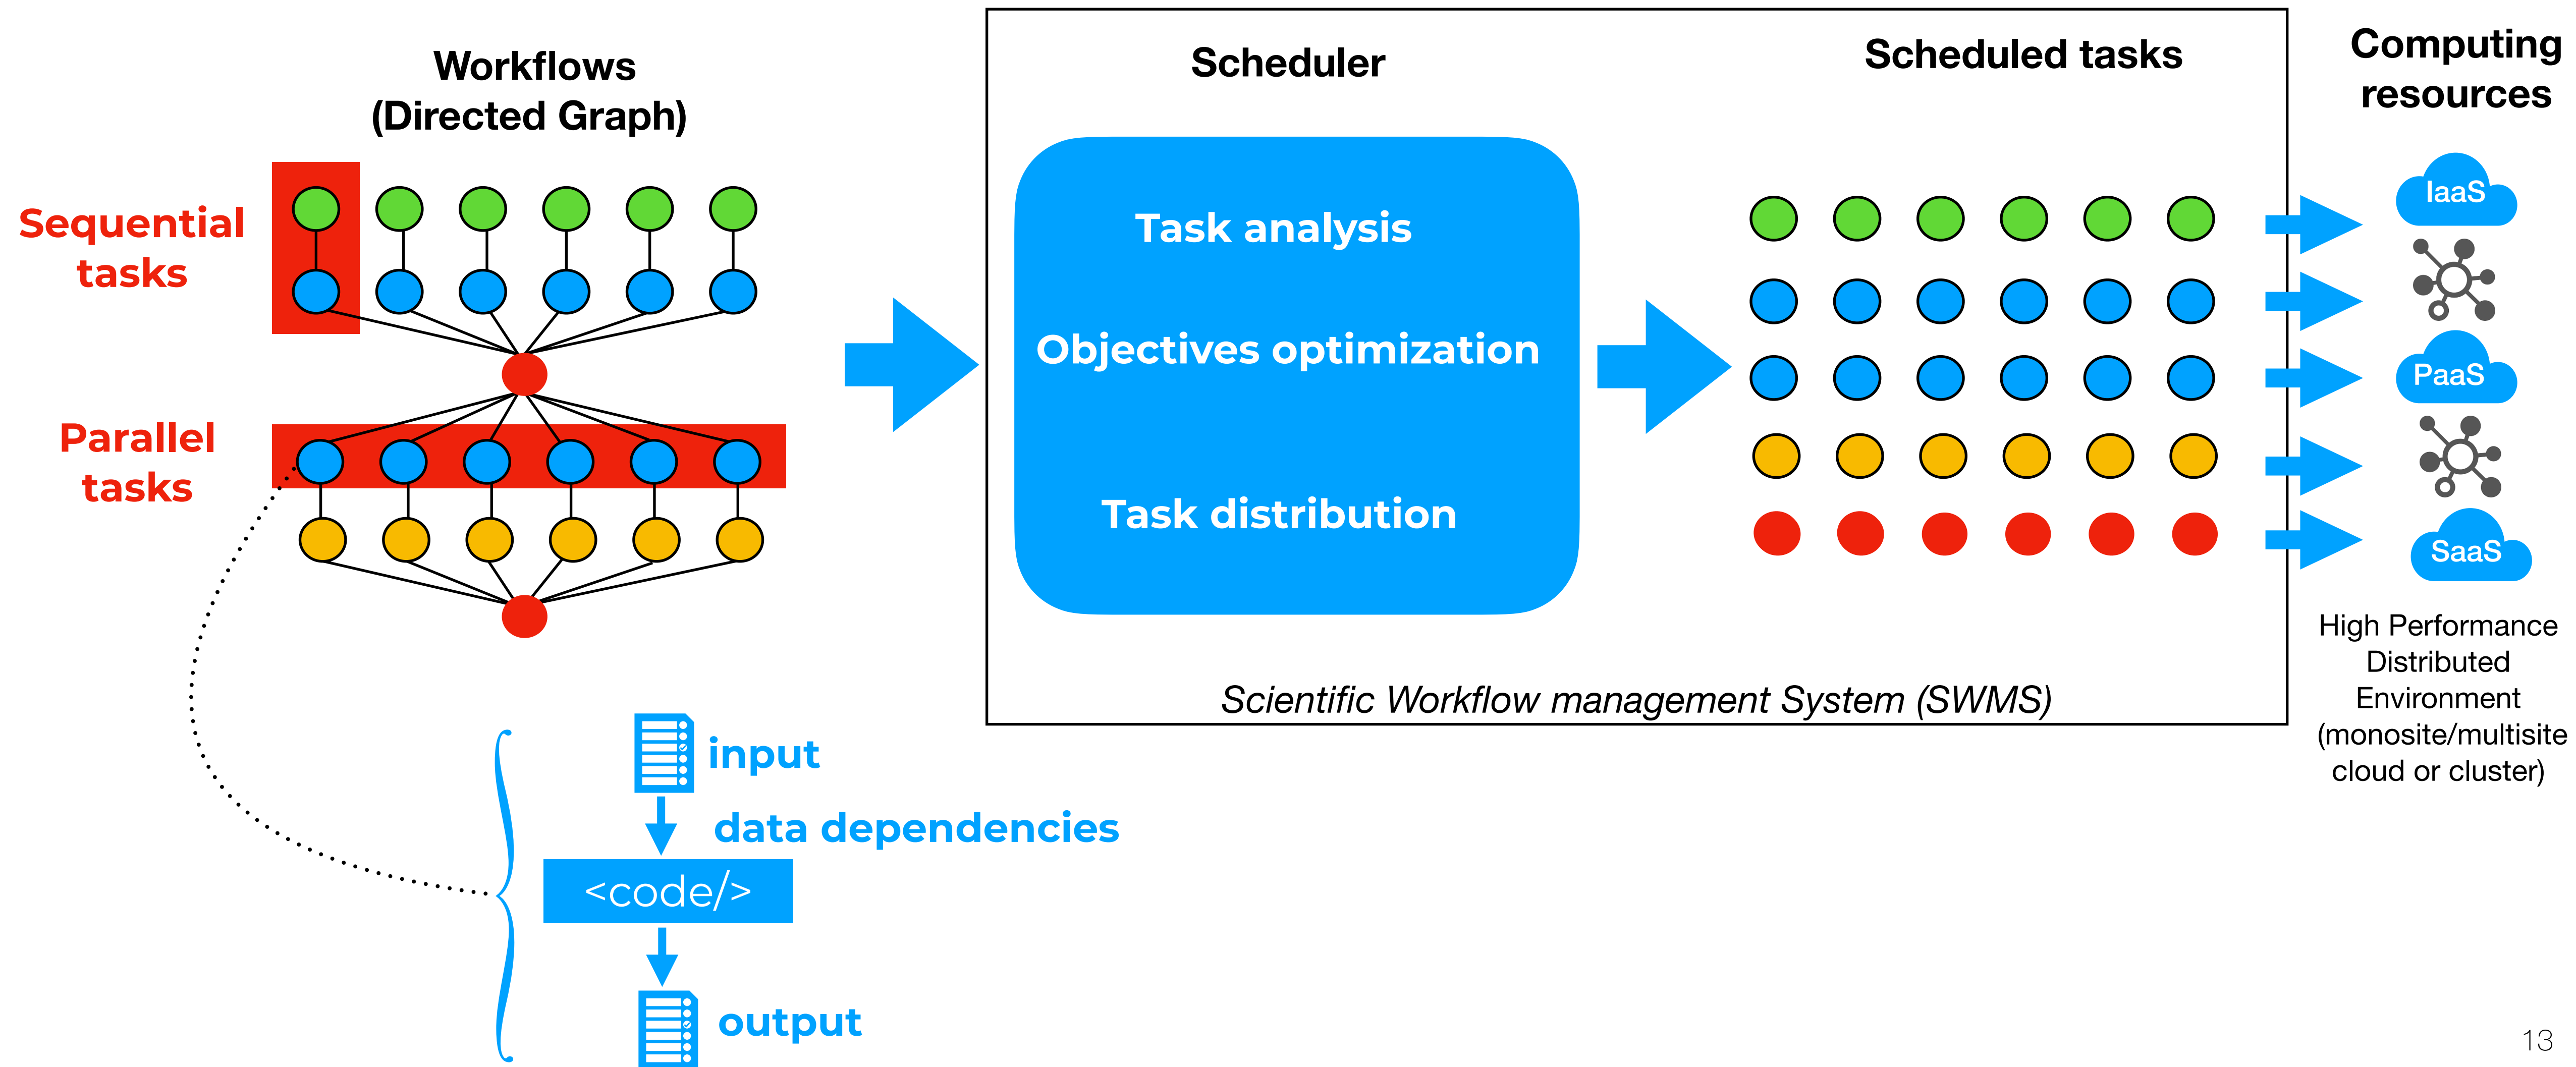 Workflows
(Directed Graph)
Sequential
tasks
Parallel
tasks
input
data dependencies
<code/>
output
Scheduler
Task analysis
Objectives optimization
Task distribution
Scheduled tasks
Scientific Workflow management System (SWMS)
Computing
resources
IaaS
PaaS
SaaS
High Performance
Distributed
Environment
(monosite/multisite
cloud or cluster)
13